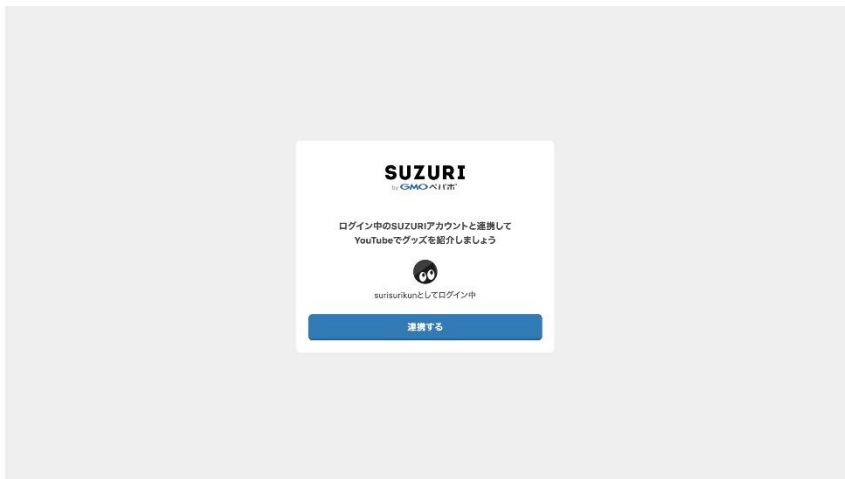 SUZURI
by GMOペパボ
ログイン中のSUZURIアカウントと連携して
YouTubeでグッズを紹介しましょう
surisurikunとしてログイン中
連携する